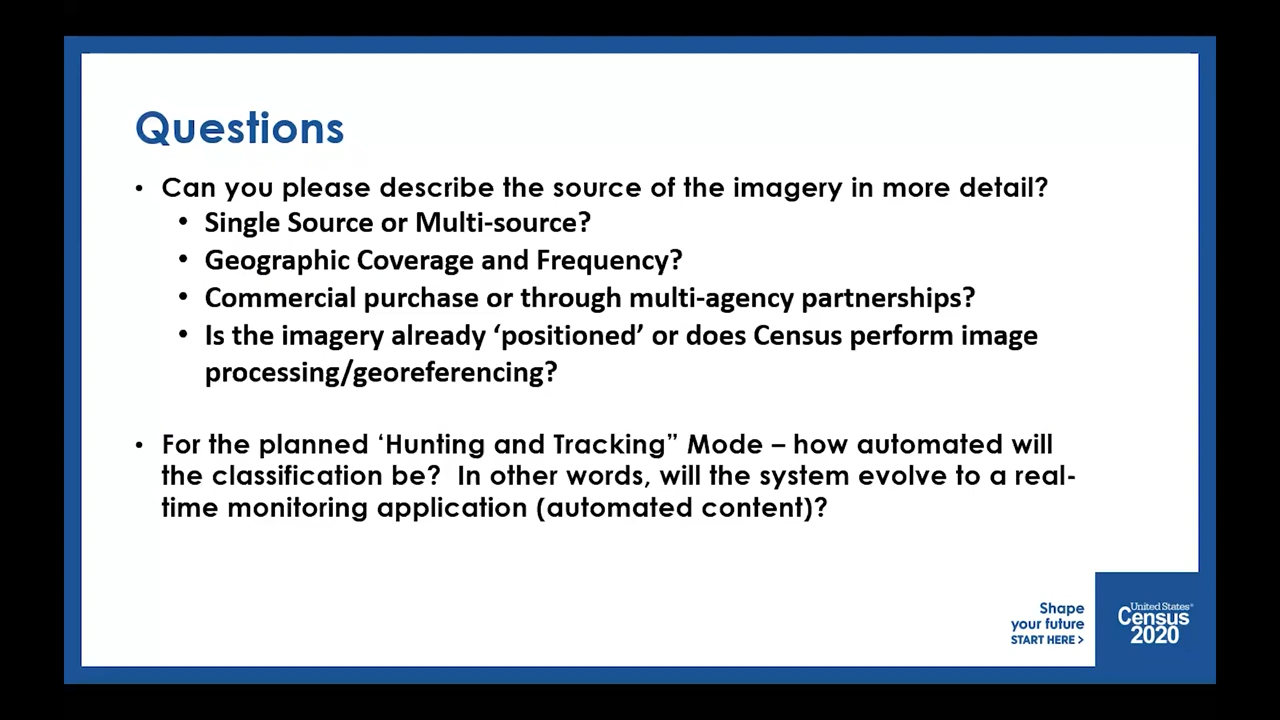 Questions
• Can you please describe the source of the imagery in more detail?
• Single Source or Multi-source?
• Geographic Coverage and Frequency?
• Commercial purchase or through multi-agency partnerships?
• Is the imagery already ‘positioned’ or does Census perform image
processing/georeferencing?
• For the planned ‘Hunting and Tracking” Mode – how automated will
the classification be?  In other words, will the system evolve to a real-
time monitoring application (automated content)?
Shape
your future
START HERE >
United States®
Census
2020